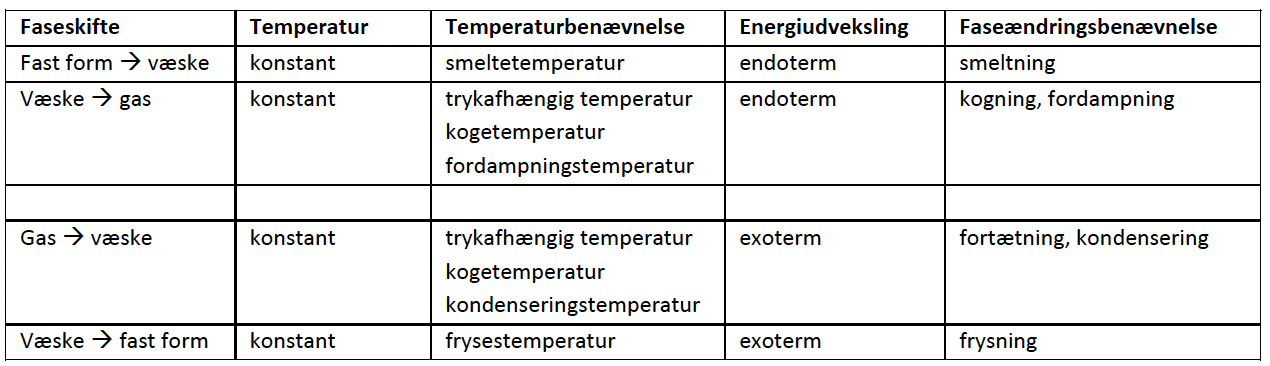 Faseskifte Temperatur Temperaturbenævnelse Energiudveksling Faseændringsbenævnelse
Fast form → væske konstant smeltetemperatur endoterm smeltning
Væske → gas konstant trykafhængig temperatur endoterm kogning, fordampning
kogetemperatur
fordampningstemperatur
Gas → væske konstant trykafhængig temperatur exoterm fortætning, kondensering
kogetemperatur
kondenseringstemperatur
Væske → fast form konstant frysestemperatur exoterm frysning